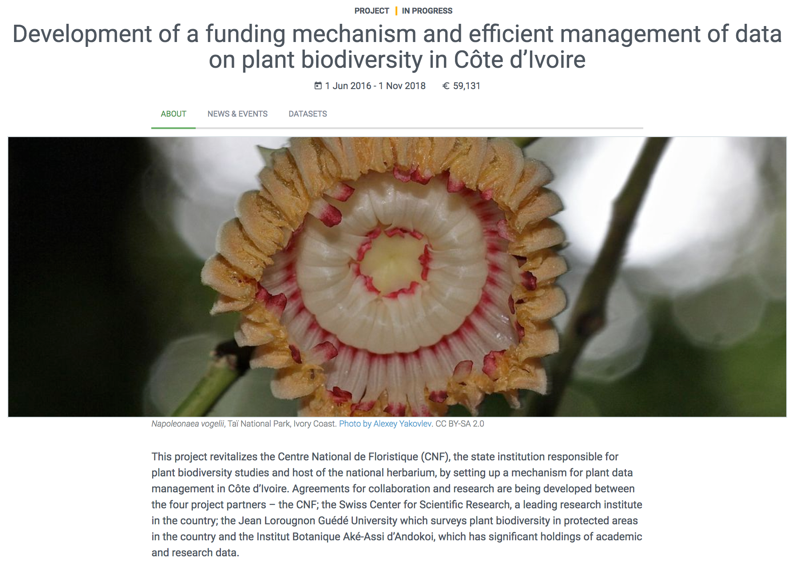 PROJECT | IN PROGRESS
Development of a funding mechanism and efficient management of data
on plant biodiversity in Côte d’Ivoire
1 Jun 2016 - 1 Nov 2018 € 59,131
ABOUT NEWS & EVENTS DATASETS
Napoleonaea vogelii, Taï National Park, Ivory Coast. Photo by Alexey Yakovlev. CC BY-SA 2.0
This project revitalizes the Centre National de Floristique (CNF), the state institution responsible for
plant biodiversity studies and host of the national herbarium, by setting up a mechanism for plant data
management in Côte d’Ivoire. Agreements for collaboration and research are being developed between
the four project partners – the CNF; the Swiss Center for Scientific Research, a leading research institute
in the country; the Jean Lorougnon Guédé University which surveys plant biodiversity in protected areas
in the country and the Institut Botanique Aké-Assi d’Andokoi, which has significant holdings of academic
and research data.